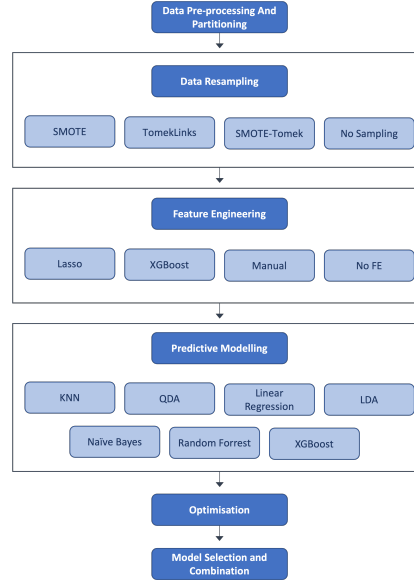 Data Pre-processing And
Partitioning
Data Resampling
SMOTE
TomekLinks
SMOTE-Tomek
No Sampling
Feature Engineering
Lasso
XGBoost
Manual
No FE
Predictive Modelling
KNN
QDA
Linear
Regression
LDA
Naïve Bayes
Random Forrest
XGBoost
Optimisation
Model Selection and
Combination